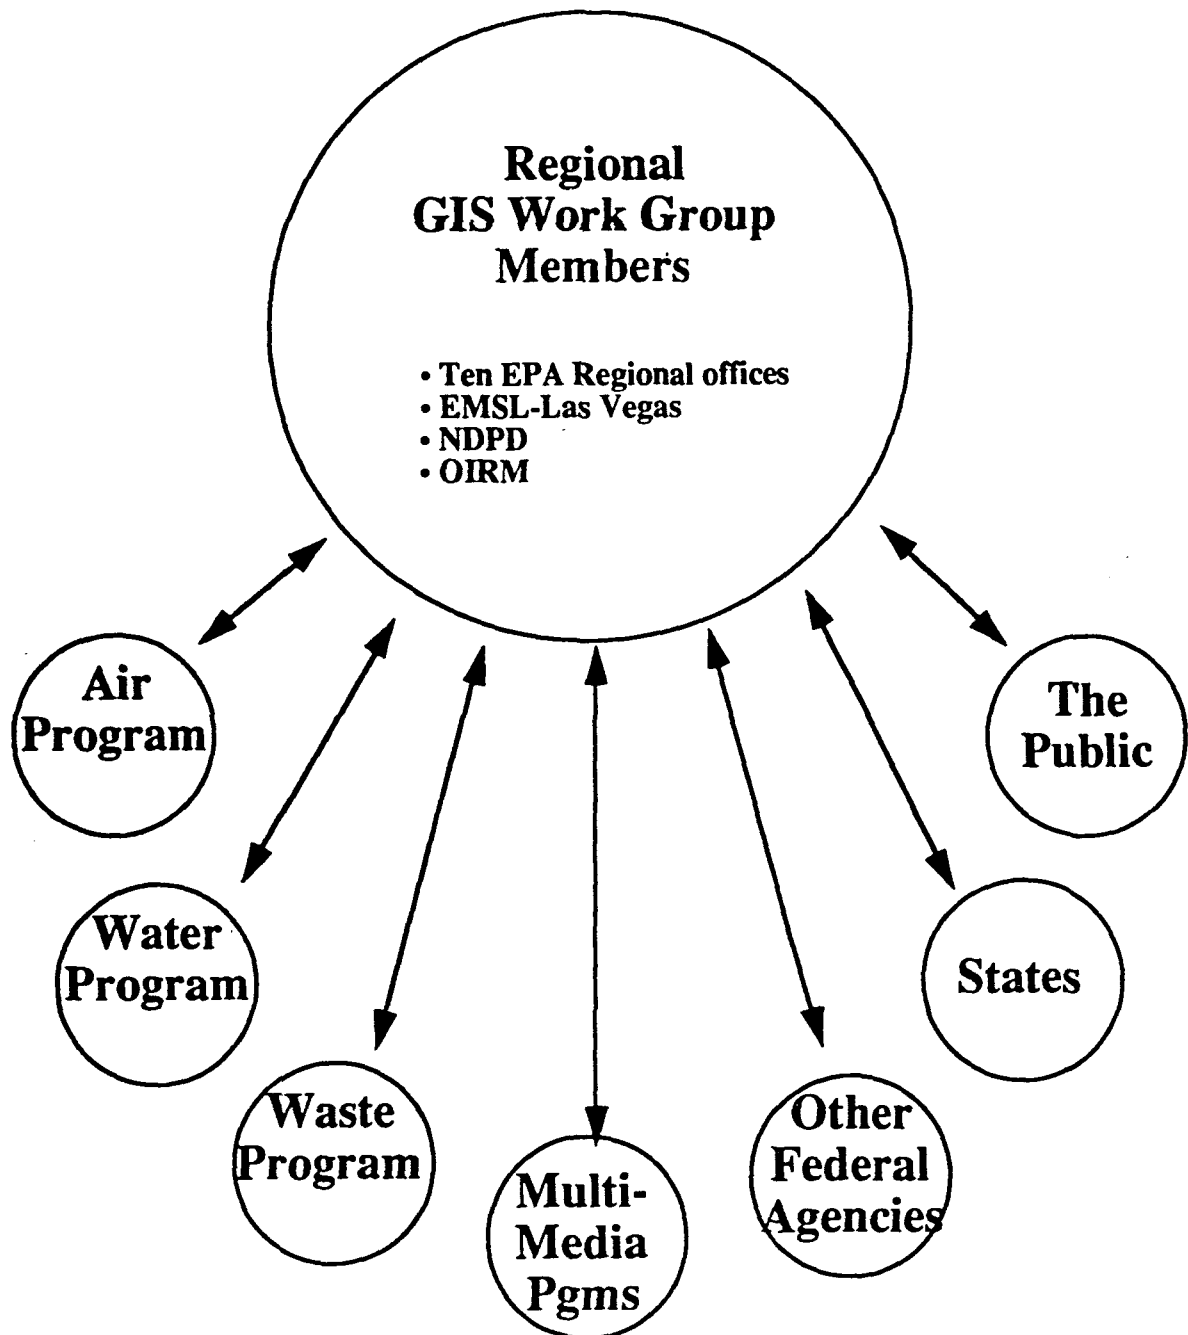 Regional
GIS Work Group
Members
• Ten EPA Regional offices
• EMSL-Las Vegas
• NDPD
• OIRM
Air
Program
Water
Program
Waste
Program
Multi-
Media
Pgms
Other
Federal
Agencies
States
The
Public